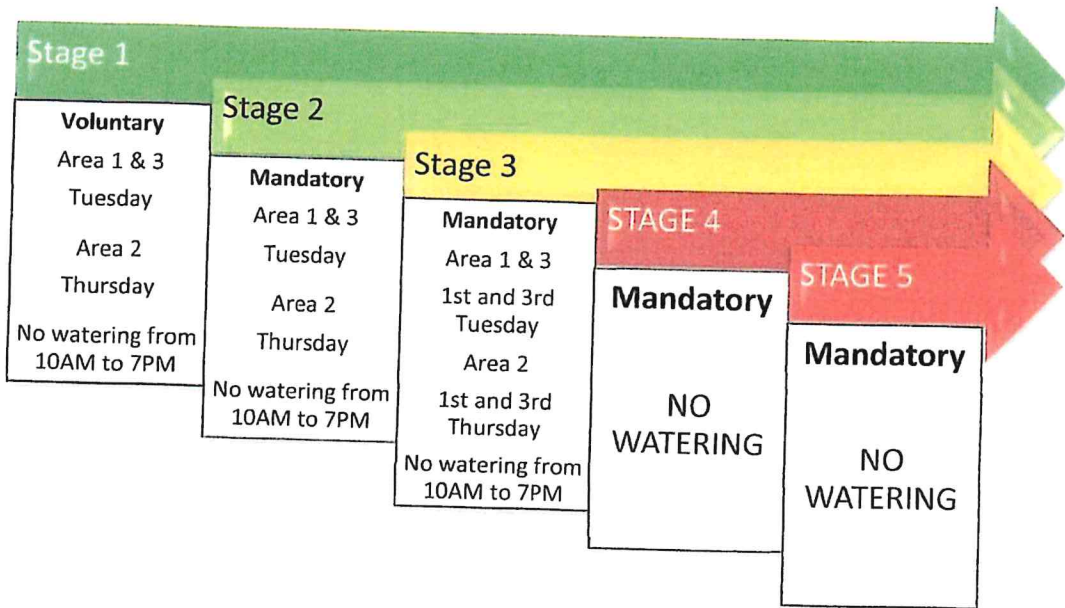 Stage 1
Voluntary
Area 1 & 3
Tuesday
Area 2
Thursday
No watering from
10AM to 7PM
Stage 2
Mandatory
Area 1 & 3
Tuesday
Area 2
Thursday
No watering from
10AM to 7PM
Stage 3
Mandatory
Area 1 & 3
1st and 3rd
Tuesday
Area 2
1st and 3rd
Thursday
No watering from
10AM to 7PM
STAGE 4
Mandatory
NO
WATERING
STAGE 5
Mandatory
NO
WATERING